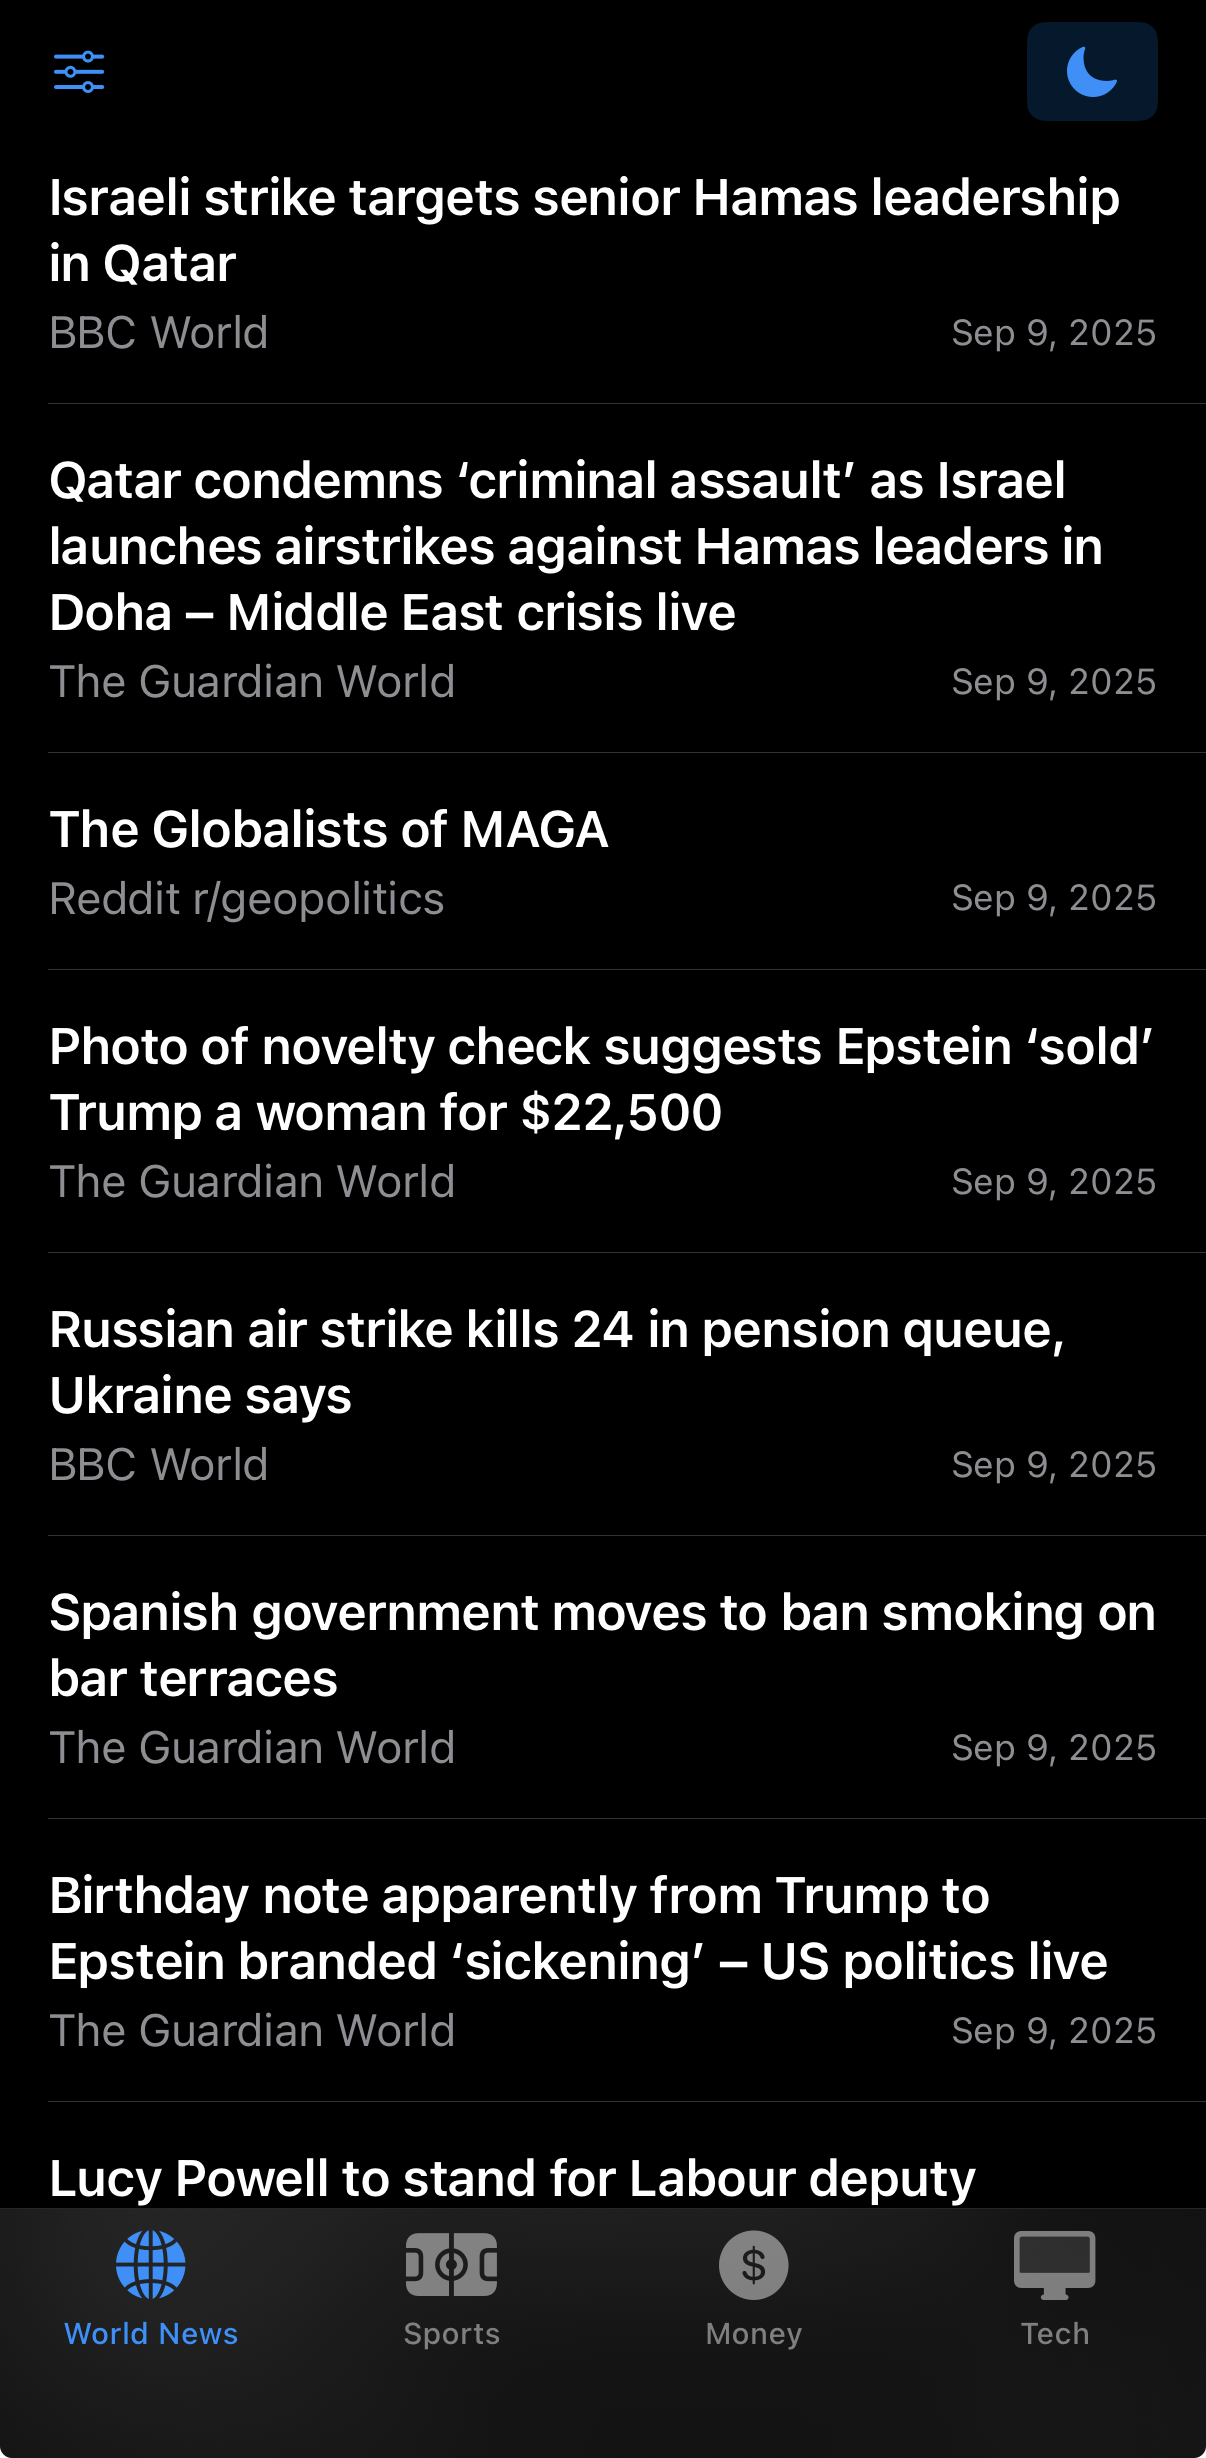 Israeli strike targets senior Hamas leadership
in Qatar
BBC World
Sep 9, 2025
Qatar condemns ‘criminal assault’ as Israel
launches airstrikes against Hamas leaders in
Doha – Middle East crisis live
The Guardian World
Sep 9, 2025
The Globalists of MAGA
Reddit r/geopolitics
Sep 9, 2025
Photo of novelty check suggests Epstein ‘sold’
Trump a woman for $22,500
The Guardian World
Sep 9, 2025
Russian air strike kills 24 in pension queue,
Ukraine says
BBC World
Sep 9, 2025
Spanish government moves to ban smoking on
bar terraces
The Guardian World
Sep 9, 2025
Birthday note apparently from Trump to
Epstein branded ‘sickening’ – US politics live
The Guardian World
Sep 9, 2025
Lucy Powell to stand for Labour deputy
World News
Sports
Money
Tech